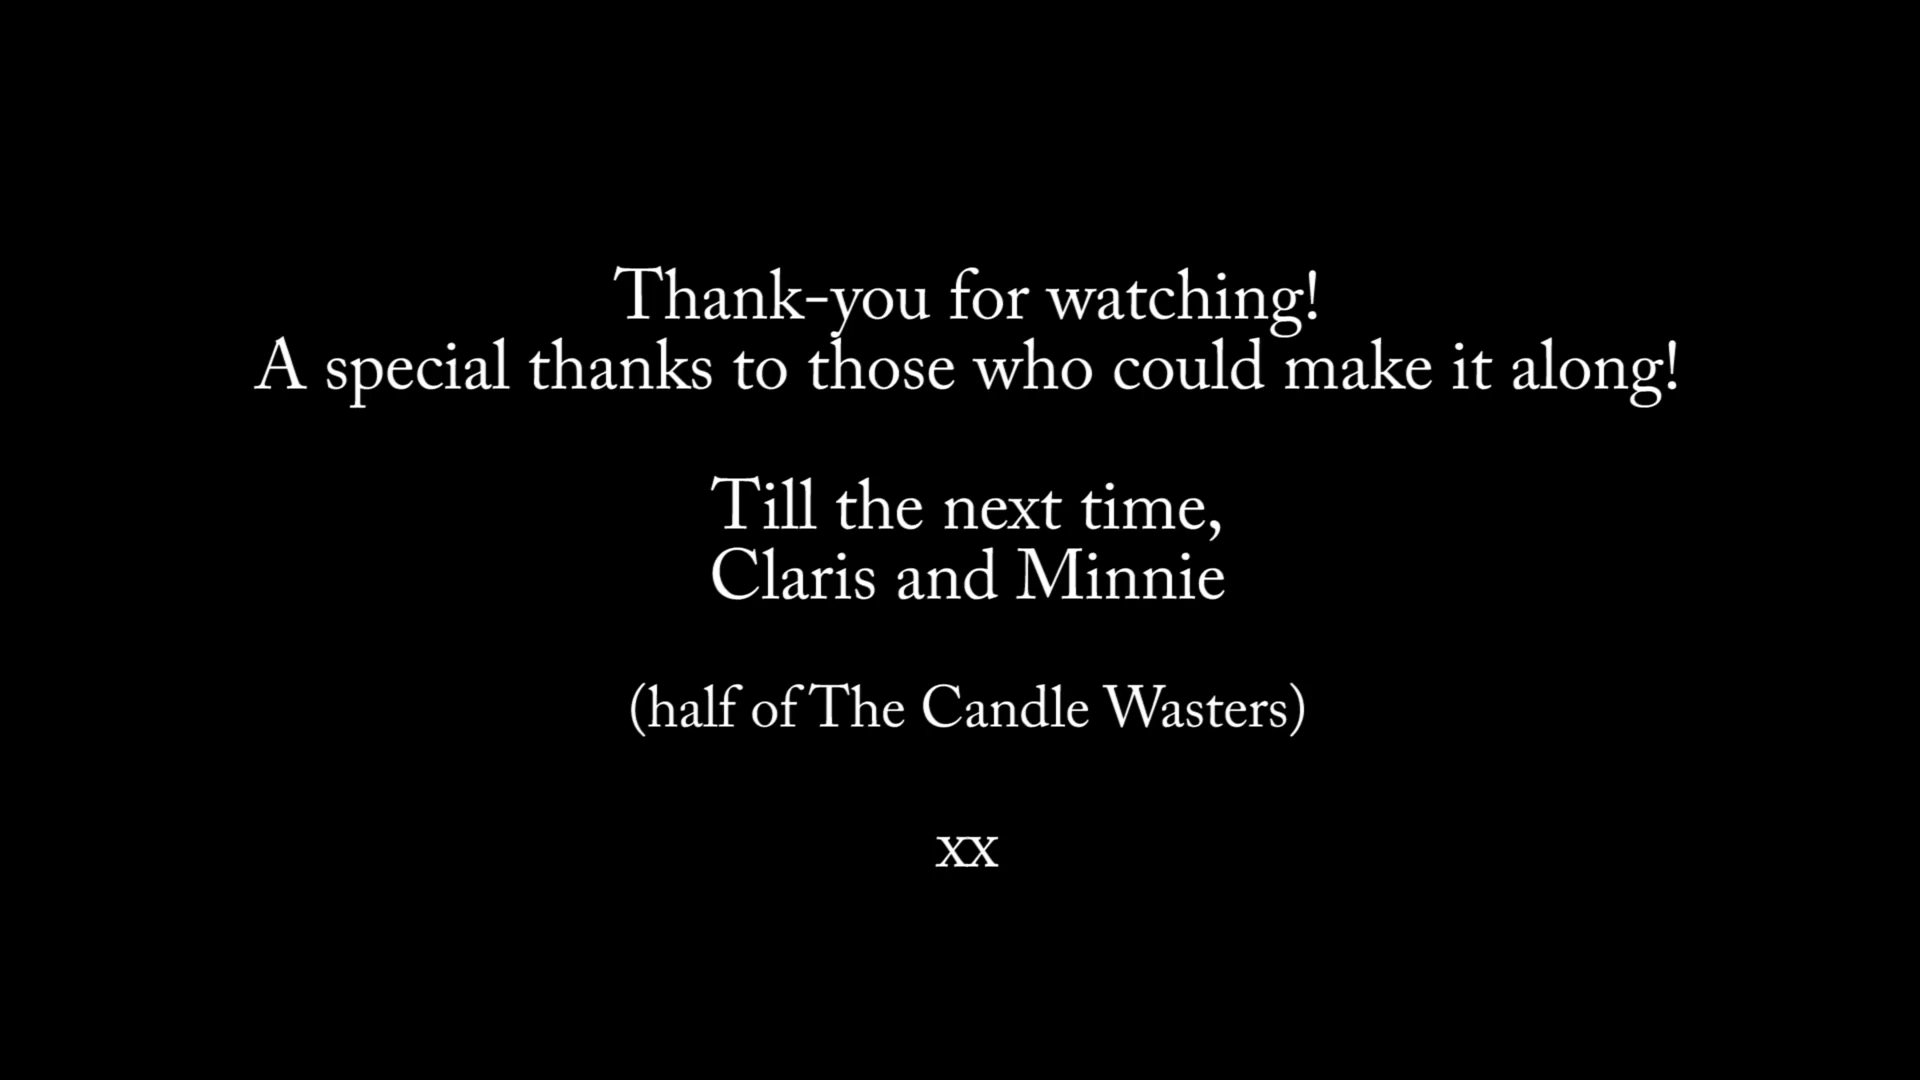 Thank-you for watching!
A special thanks to those who could make it along!
Till the next time,
Claris and Minnie
(half of The Candle Wasters)
xx